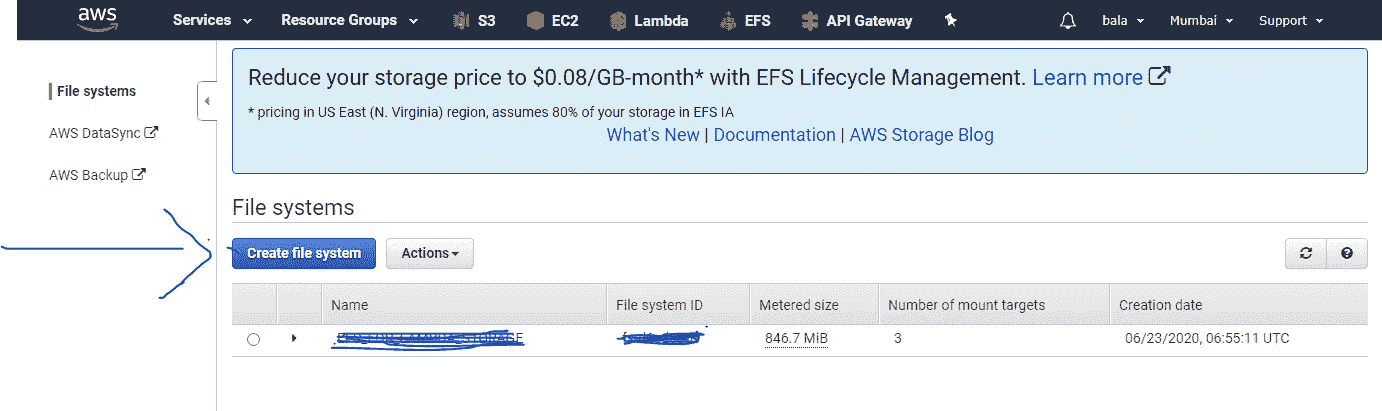 aws Services Resource Groups S3 EC2 Lambda EFS API Gateway bala Mumbai Support
File systems
AWS DataSync
AWS Backup
Reduce your storage price to $0.08/GB-month* with EFS Lifecycle Management. Learn more
* pricing in US East (N. Virginia) region, assumes 80% of your storage in EFS IA
What's New | Documentation | AWS Storage Blog
File systems
Create file system Actions
Name File system ID Metered size Number of mount targets Creation date
846.7 MiB 3 06/23/2020, 06:55:11 UTC